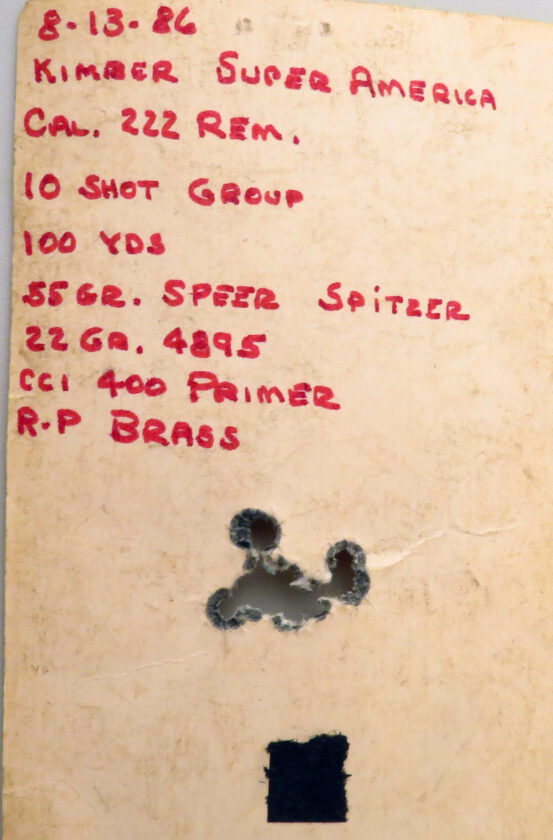 8-13-86
KIMBER SUPER AMERICA
CAL. 222 REM.
10 SHOT GROUP
100 YDS
55 GR. SPEER SPITZER
22 GR. 4895
CCI 400 PRIMER
R-P BRASS